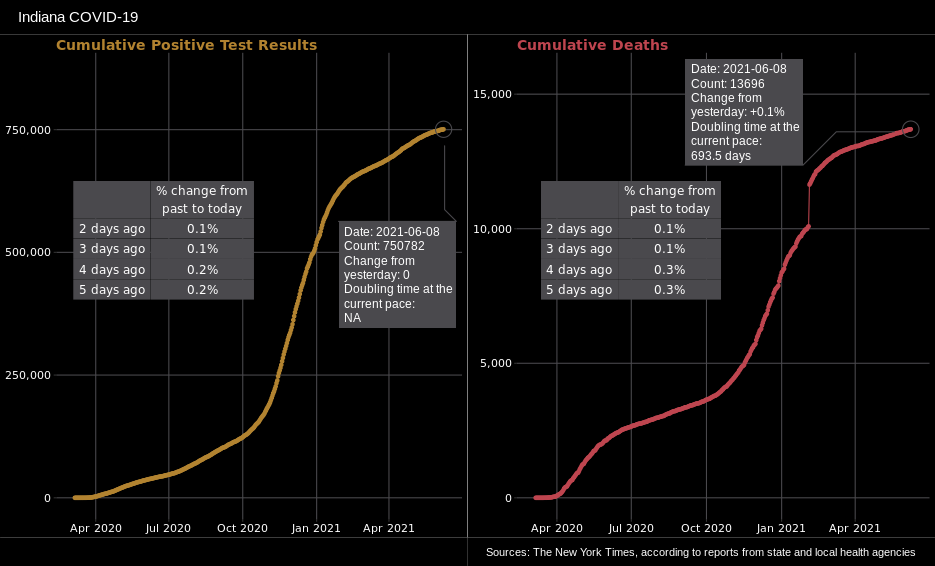 Indiana COVID-19
Cumulative Positive Test Results
750,000
500,000
250,000
0
% change from
past to today
2 days ago 0.1%
3 days ago 0.1%
4 days ago 0.2%
5 days ago 0.2%
Date: 2021-06-08
Count: 750782
Change from
yesterday: 0
Doubling time at the
current pace:
NA
Apr 2020 Jul 2020 Oct 2020 Jan 2021 Apr 2021
Cumulative Deaths
15,000
10,000
5,000
0
Date: 2021-06-08
Count: 13696
Change from
yesterday: +0.1%
Doubling time at the
current pace:
693.5 days
% change from
past to today
2 days ago 0.1%
3 days ago 0.1%
4 days ago 0.3%
5 days ago 0.3%
Apr 2020 Jul 2020 Oct 2020 Jan 2021 Apr 2021
Sources: The New York Times, according to reports from state and local health agencies